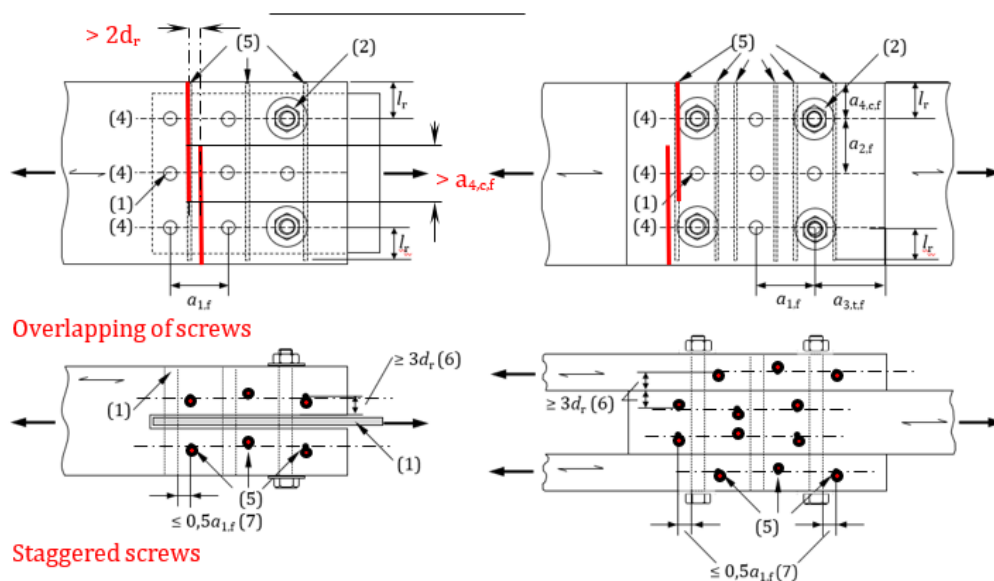 > 2dᵣ
(5)
(2)
(5)
(2)
lᵣ
a₄,c,f
lᵣ
(4)
(4)
a₂,f
(4)
> a₄,c,f
(4)
(1)
(1)
(4)
(4)
lᵣ
lᵣ
a₁,f
a₁,f
a₃,t,f
Overlapping of screws
≥ 3dᵣ (6)
(1)
≥ 3dᵣ (6)
(1)
(5)
(5)
≤ 0,5a₁,f (7)
Staggered screws
≤ 0,5a₁,f (7)